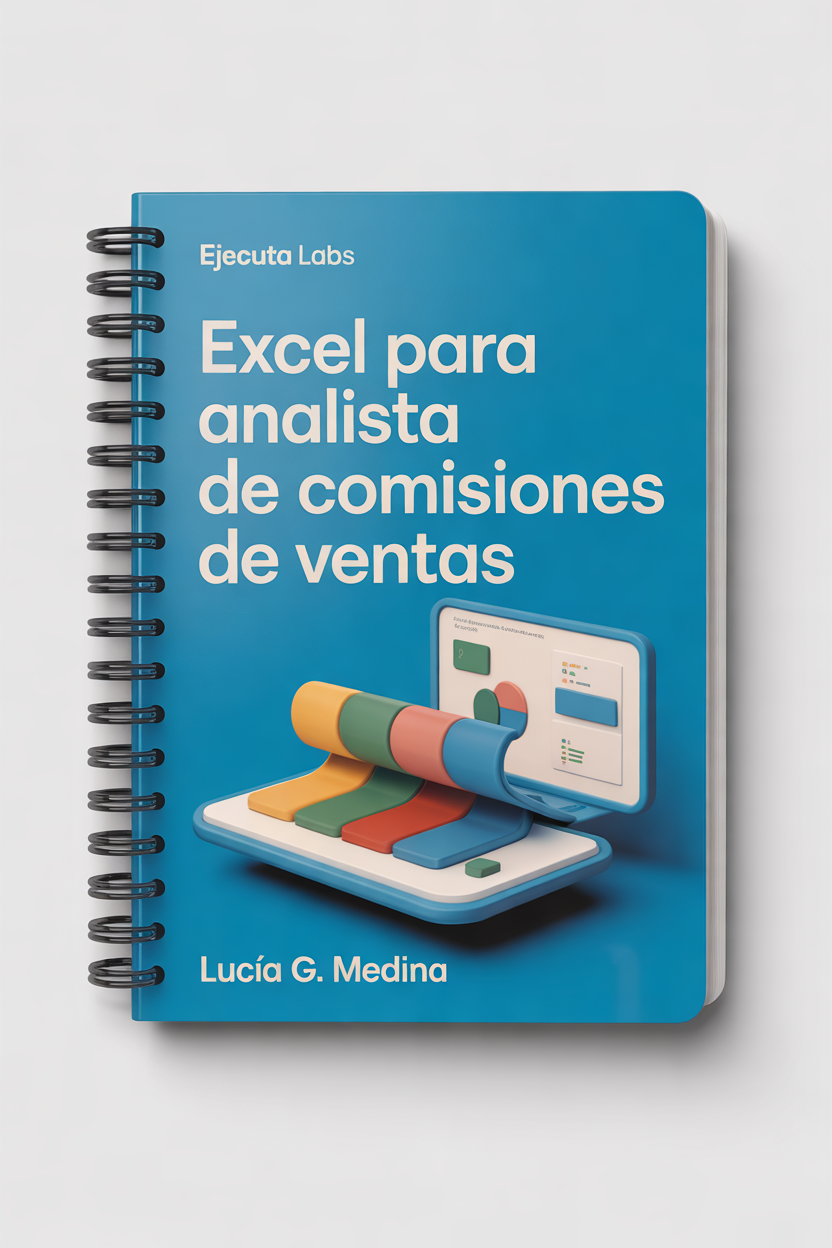 Ejecuta Labs
Excel para
analista
de comisiones
de ventas
Lucía G. Medina